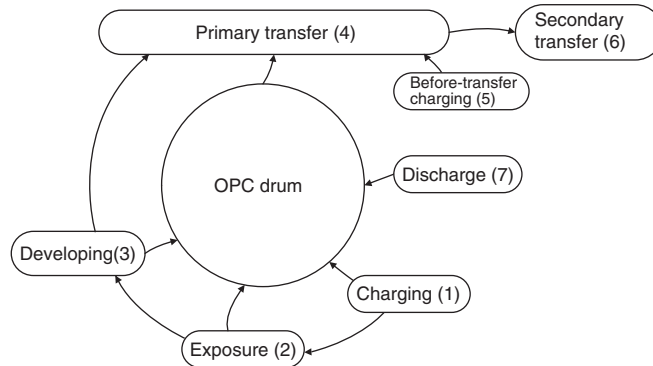 Primary transfer (4)
Secondary
transfer (6)
Before-transfer
charging (5)
OPC drum
Discharge (7)
Developing(3)
Charging (1)
Exposure (2)